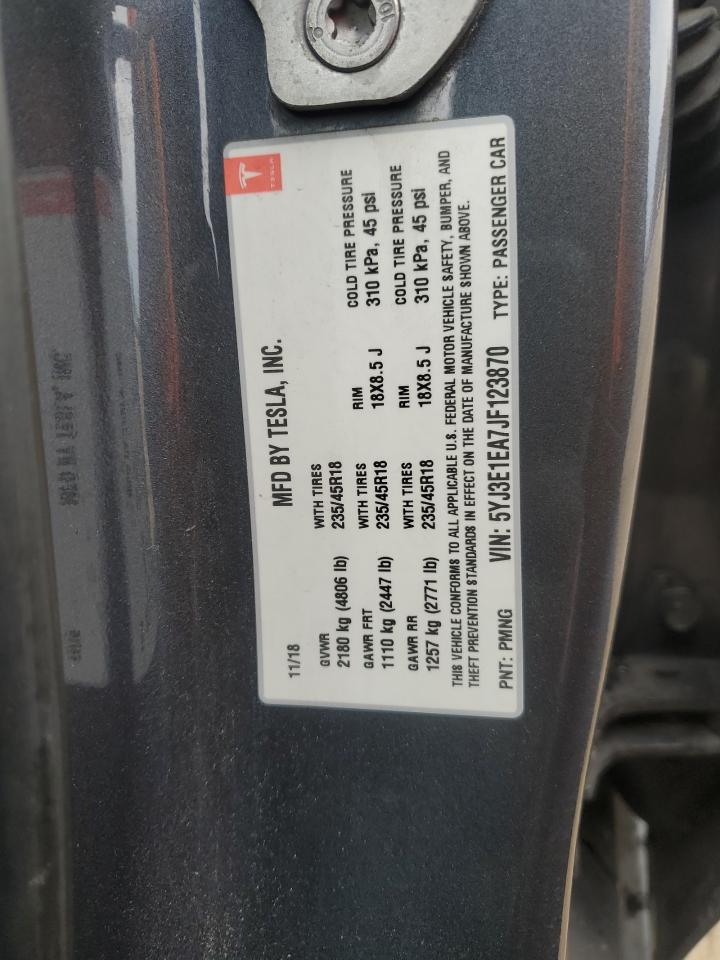 TESLA
MFD BY TESLA, INC.
11/18
GVWR WITH TIRES
2180 kg (4806 lb) 235/45R18
GAWR FRT WITH TIRES RIM COLD TIRE PRESSURE
1110 kg (2447 lb) 235/45R18 18X8.5 J 310 kPa, 45 psi
GAWR RR WITH TIRES RIM COLD TIRE PRESSURE
1257 kg (2771 lb) 235/45R18 18X8.5 J 310 kPa, 45 psi
THIS VEHICLE CONFORMS TO ALL APPLICABLE U.S. FEDERAL MOTOR VEHICLE SAFETY, BUMPER, AND
THEFT PREVENTION STANDARDS IN EFFECT ON THE DATE OF MANUFACTURE SHOWN ABOVE.
PNT: PMNG VIN: 5YJ3E1EA7JF123870 TYPE: PASSENGER CAR